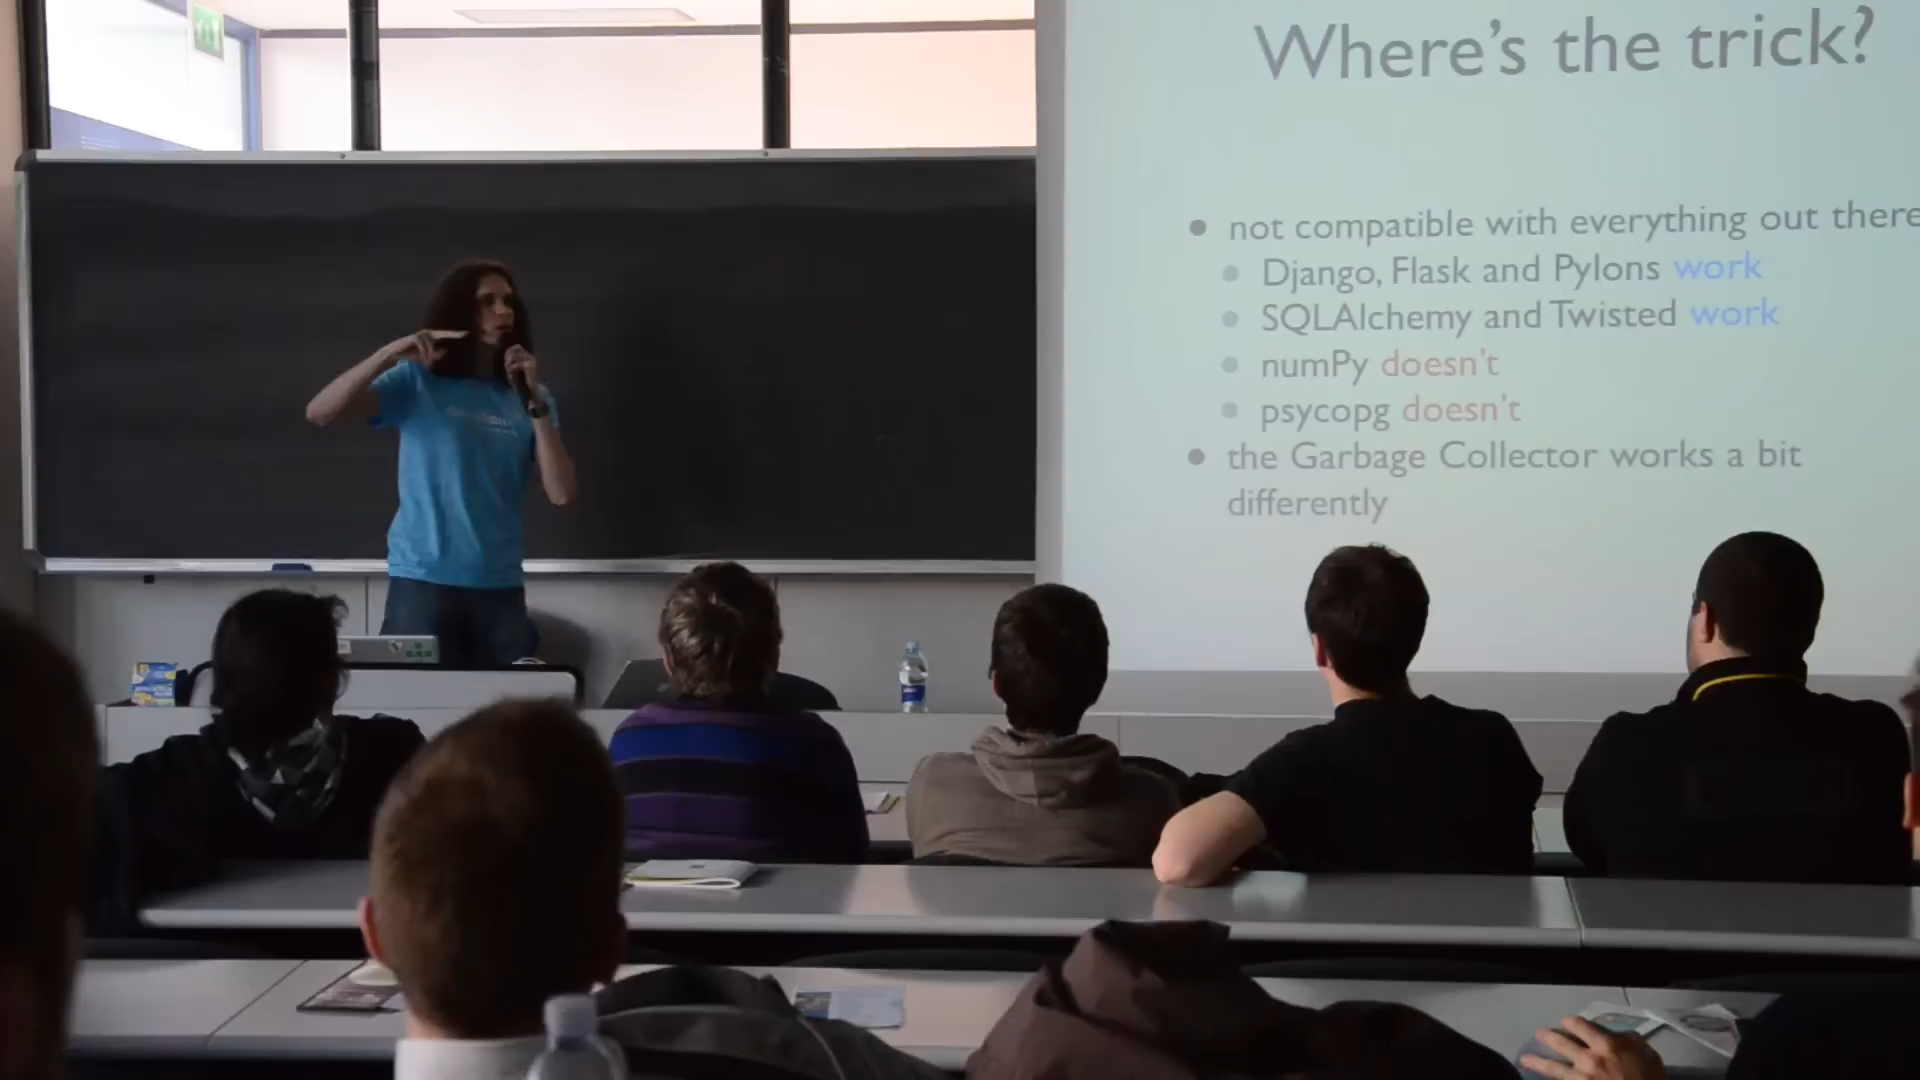 Where's the trick?
not compatible with everything out there
Django, Flask and Pylons work
SQLAlchemy and Twisted work
numPy doesn't
psycopg doesn't
the Garbage Collector works a bit
differently